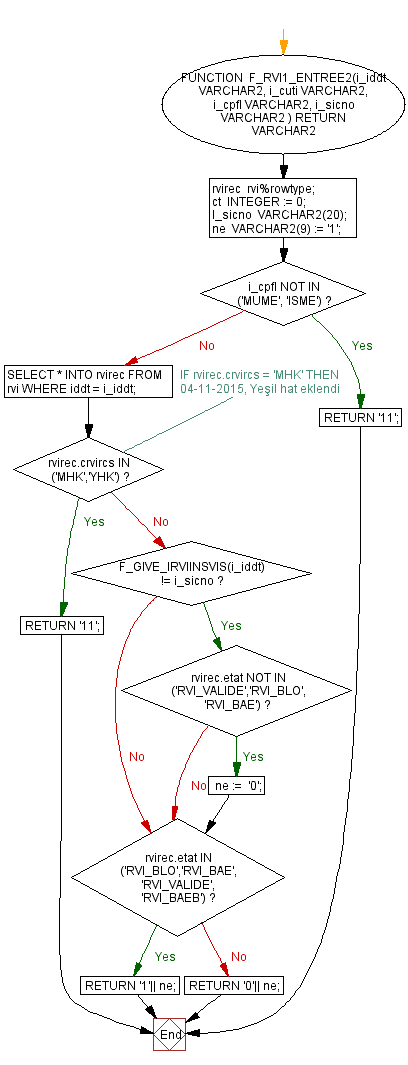 FUNCTION F_RVI1_ENTREE2(i_iddt
VARCHAR2, i_cuti VARCHAR2,
i_cpfl VARCHAR2, i_sicno
VARCHAR2 ) RETURN
VARCHAR2
rvirec rvi%rowtype;
ct INTEGER := 0;
l_sicno VARCHAR2(20);
ne VARCHAR2(9) := '1';
i_cpfl NOT IN
('MUME', 'ISME') ?
No
Yes
SELECT * INTO rvirec FROM
rvi WHERE iddt = i_iddt;
IF rvirec.crvircs = 'MHK' THEN
04-11-2015, Yeşil hat eklendi
RETURN '11';
rvirec.crvircs IN
('MHK','YHK') ?
Yes
No
F_GIVE_IRVIINSVIS(i_iddt)
!= i_sicno ?
RETURN '11';
Yes
rvirec.etat NOT IN
('RVI_VALIDE','RVI_BLO',
'RVI_BAE') ?
No
Yes
No
ne := '0';
rvirec.etat IN
('RVI_BLO','RVI_BAE',
'RVI_VALIDE',
'RVI_BAEB') ?
Yes
No
RETURN '1'|| ne;
RETURN '0'|| ne;
End